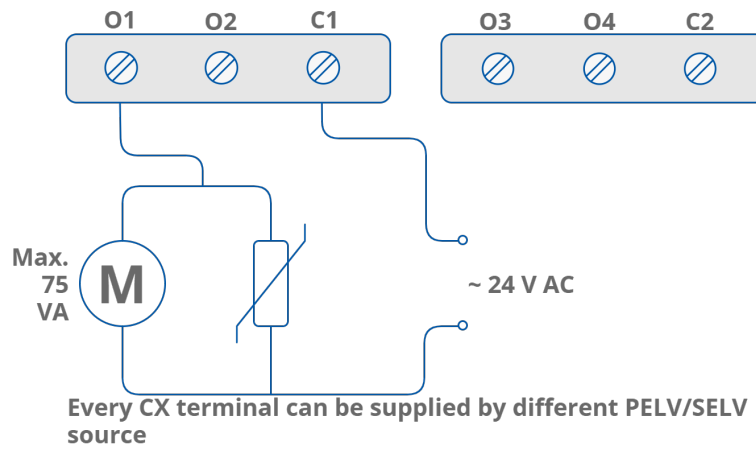 O1 O2 C1 O3 O4 C2
Max.
75
VA
M
~ 24 V AC
Every CX terminal can be supplied by different PELV/SELV
source